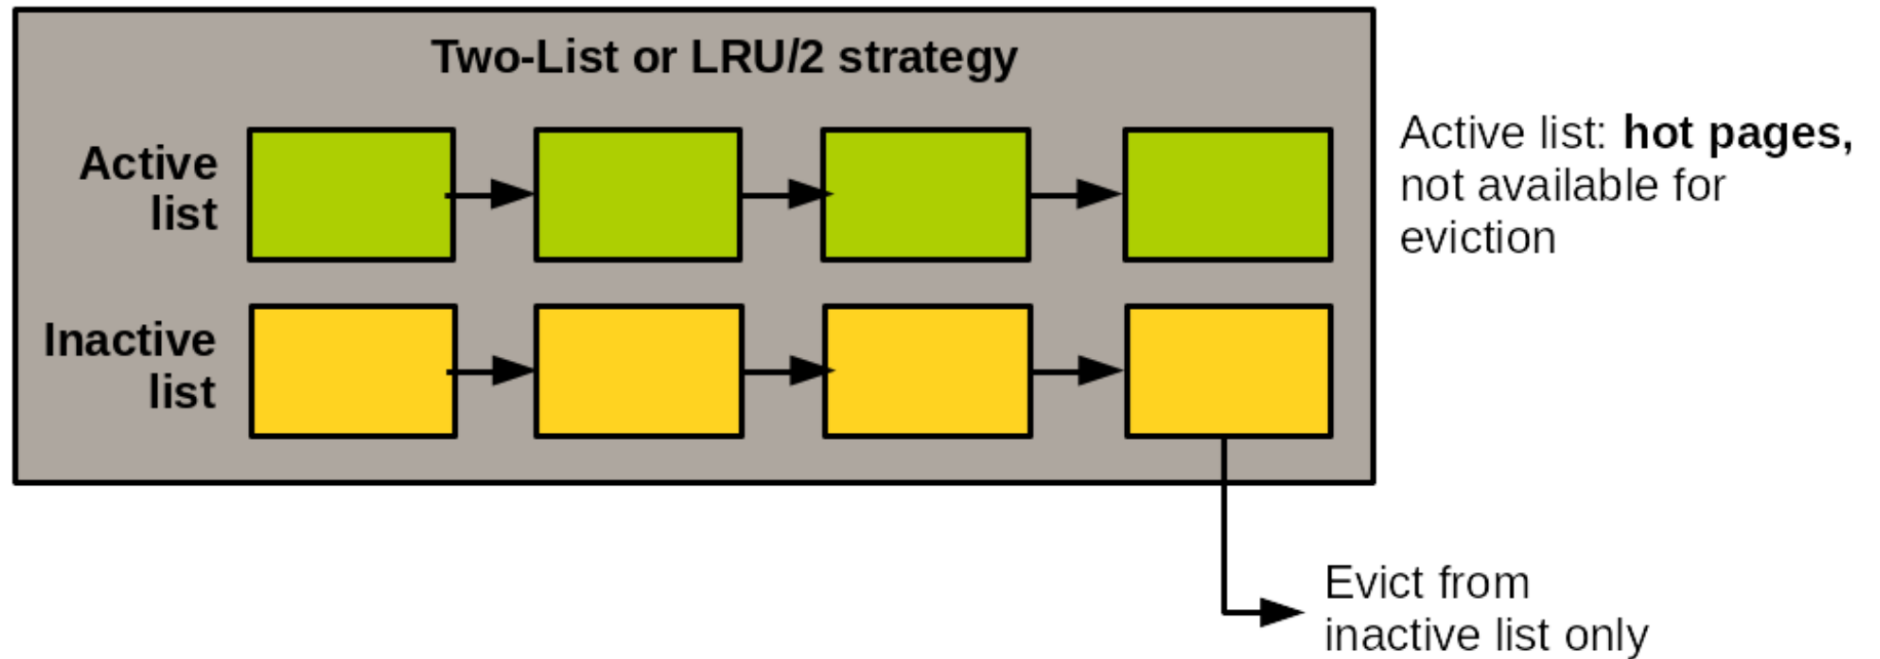 Two-List or LRU/2 strategy
Active
list
Active list: hot pages,
not available for
eviction
Inactive
list
Evict from
inactive list only